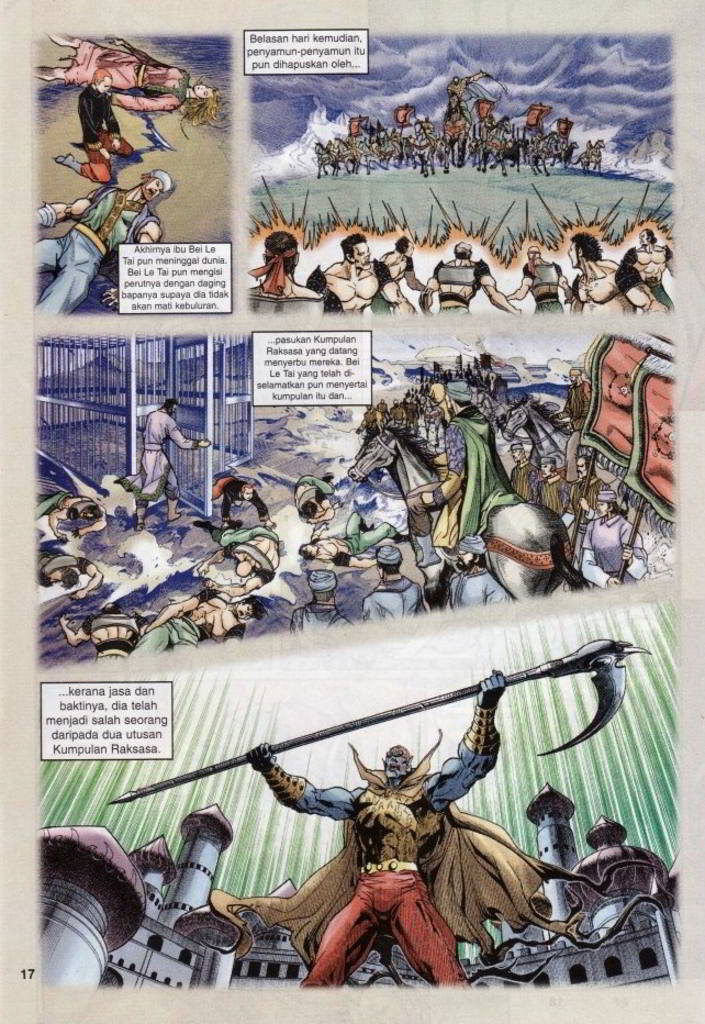 Akhirnya ibu Bei Le
Tai pun meninggal dunia.
Bei Le Tai pun mengisi
perutnya dengan daging
bapanya supaya dia tidak
akan mati kebuluran.
Belasan hari kemudian,
penyamun-penyamun itu
pun dihapuskan oleh...
...pasukan Kumpulan
Raksasa yang datang
menyerbu mereka. Bei
Le Tai yang telah di-
selamatkan pun menyertai
kumpulan itu dan...
...kerana jasa dan
baktinya, dia telah
menjadi salah seorang
daripada dua utusan
Kumpulan Raksasa.
17